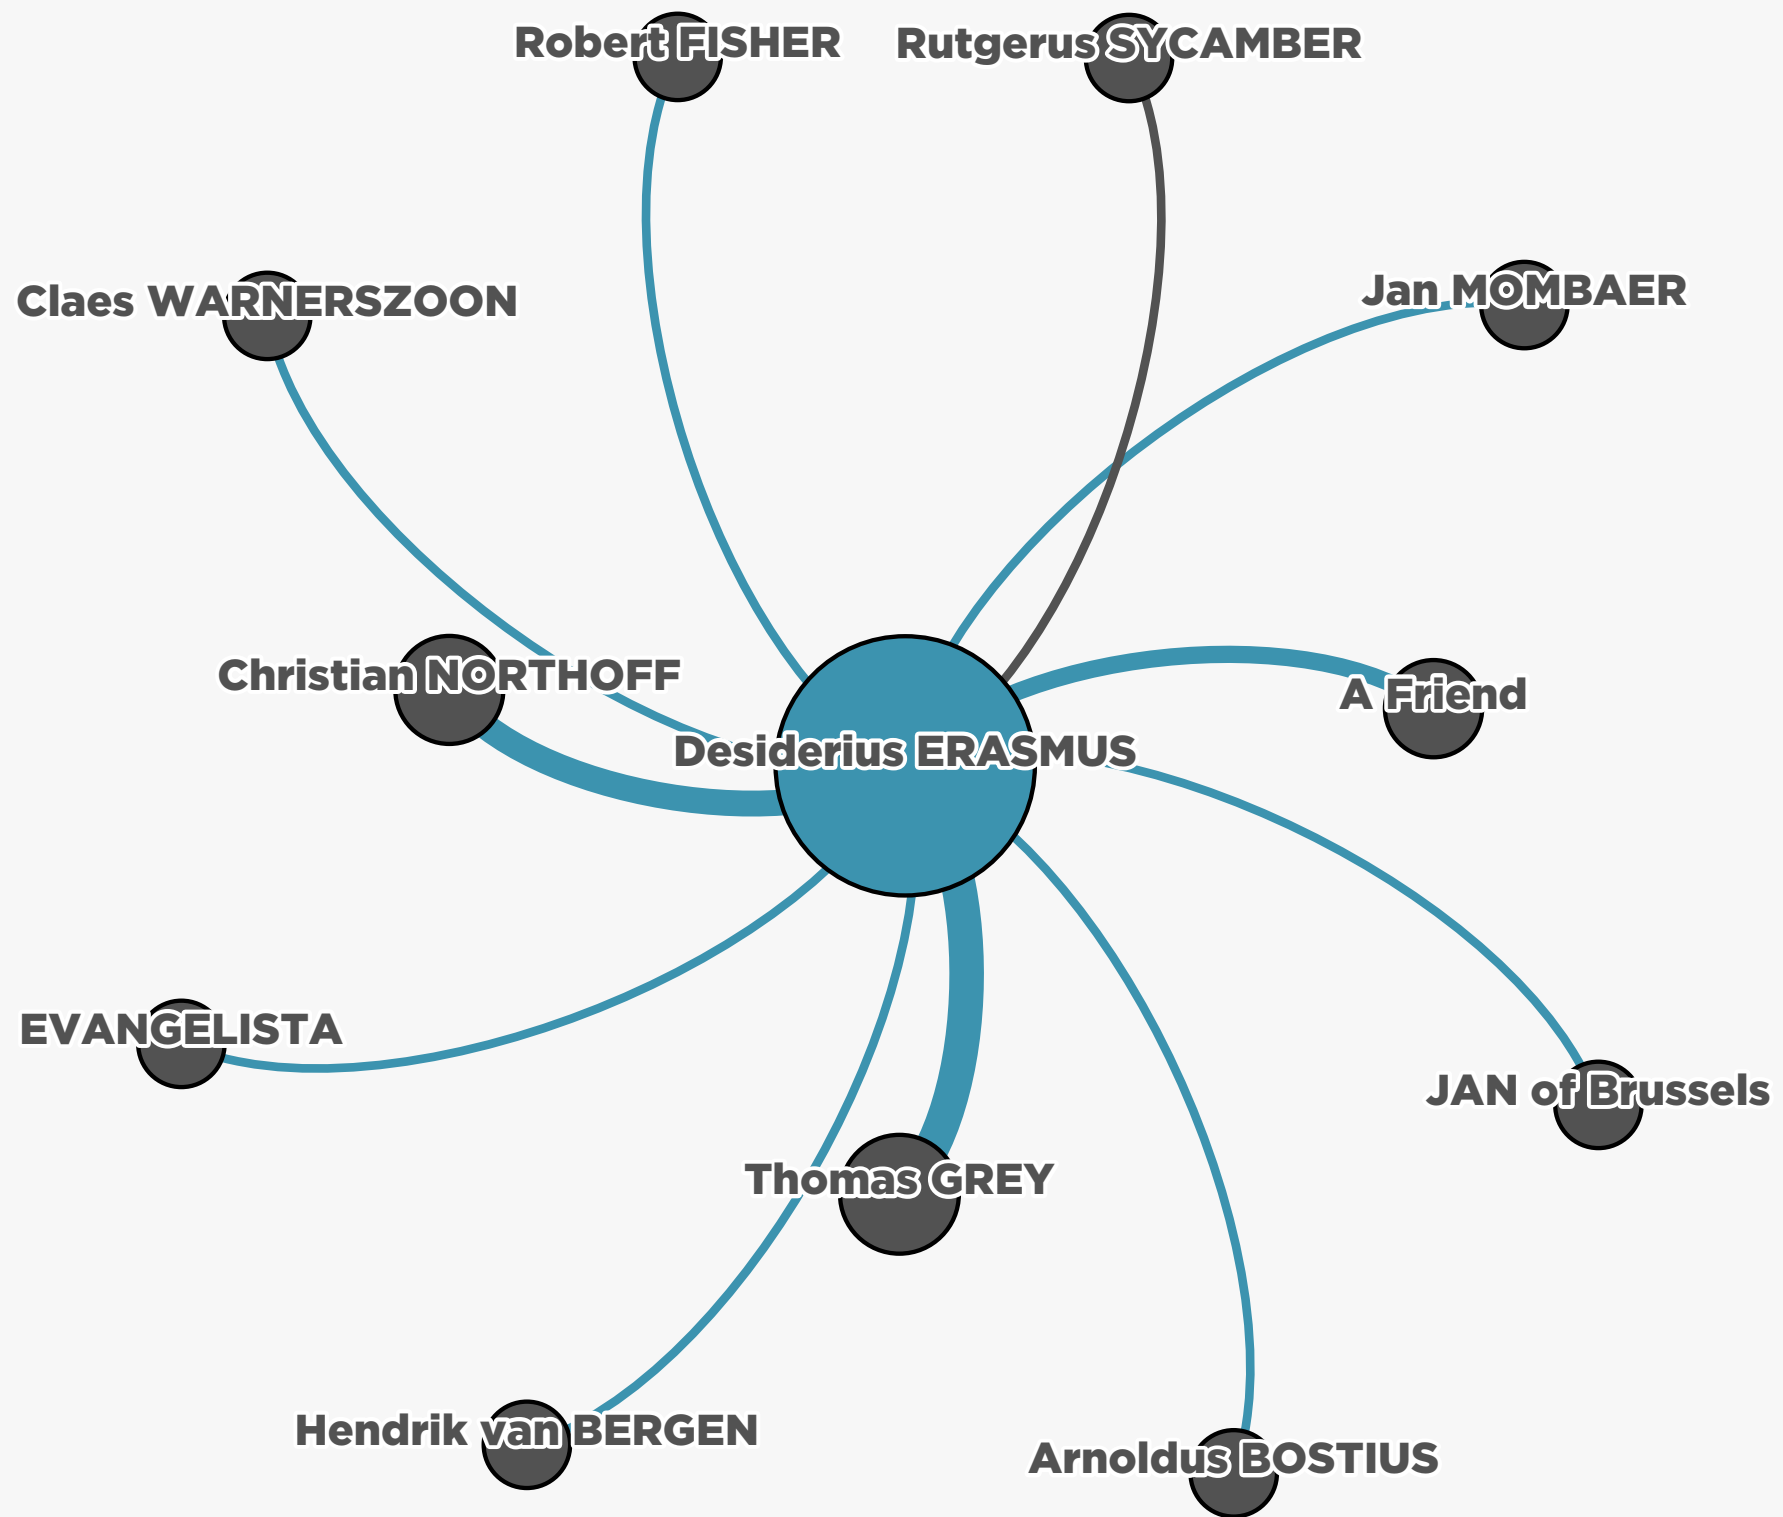 Robert FISHER
Rutgerus SYCAMBER
Jan MOMBAER
Claes WARNERSZOON
Christian NORTHOFF
A Friend
Desiderius ERASMUS
EVANGELISTA
JAN of Brussels
Thomas GREY
Hendrik van BERGEN
Arnoldus BOSTIUS